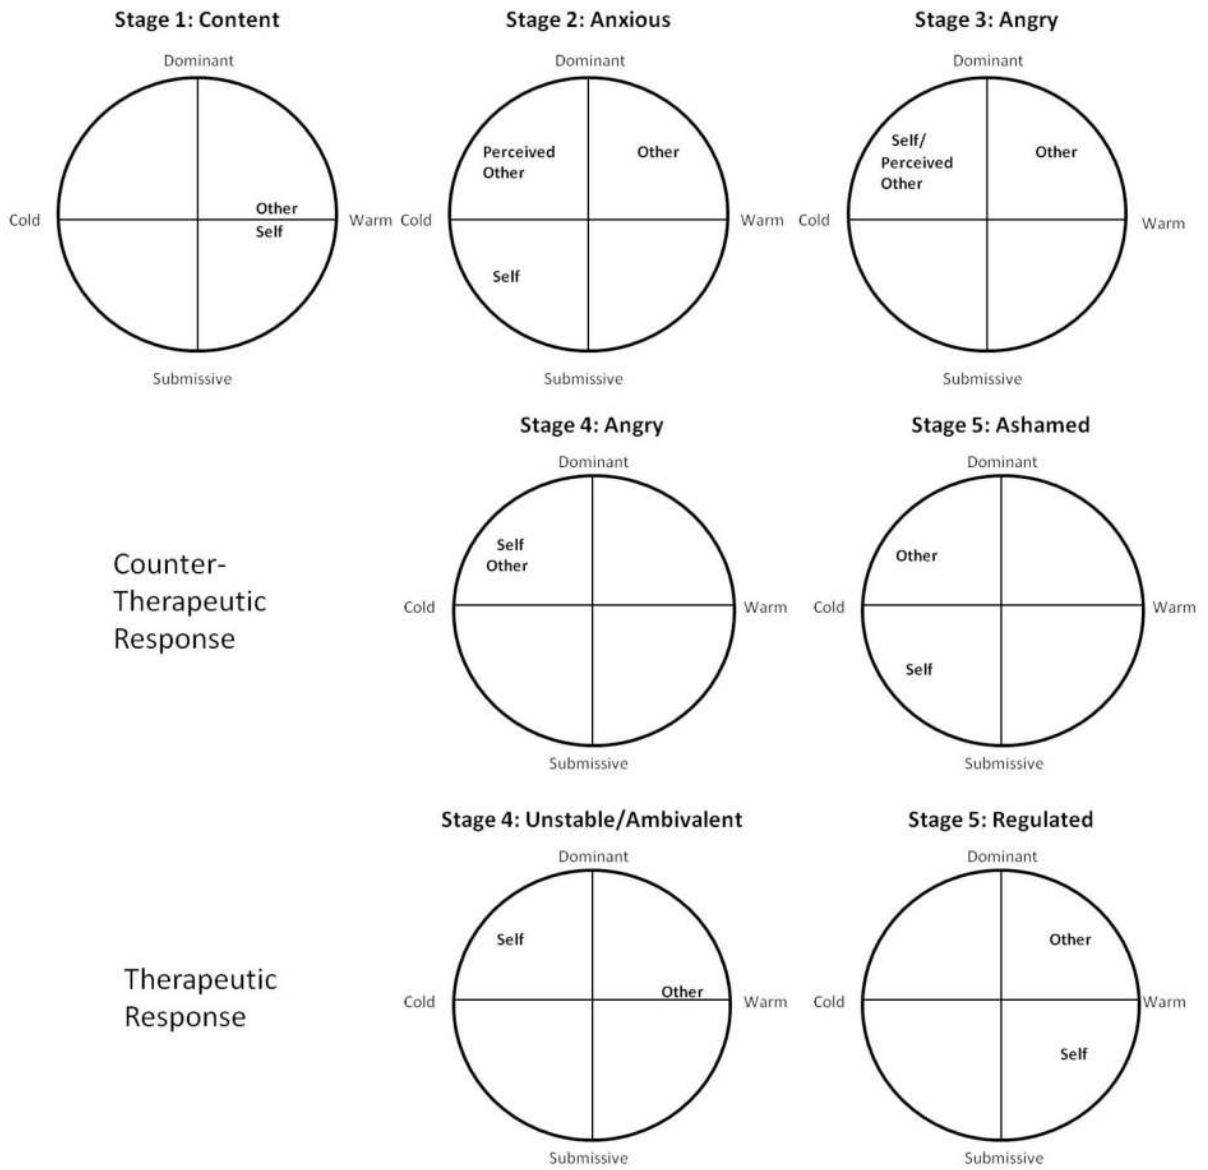 Stage 1: Content
Dominant
Other
Cold
Warm
Self
Submissive
Stage 2: Anxious
Dominant
Perceived
Other
Other
Cold
Warm
Self
Submissive
Stage 3: Angry
Dominant
Self/
Perceived
Other
Other
Cold
Warm
Submissive
Counter-
Therapeutic
Response
Stage 4: Angry
Dominant
Self
Other
Cold
Warm
Submissive
Stage 5: Ashamed
Dominant
Other
Cold
Warm
Self
Submissive
Therapeutic
Response
Stage 4: Unstable/Ambivalent
Dominant
Self
Other
Cold
Warm
Submissive
Stage 5: Regulated
Dominant
Other
Cold
Warm
Self
Submissive